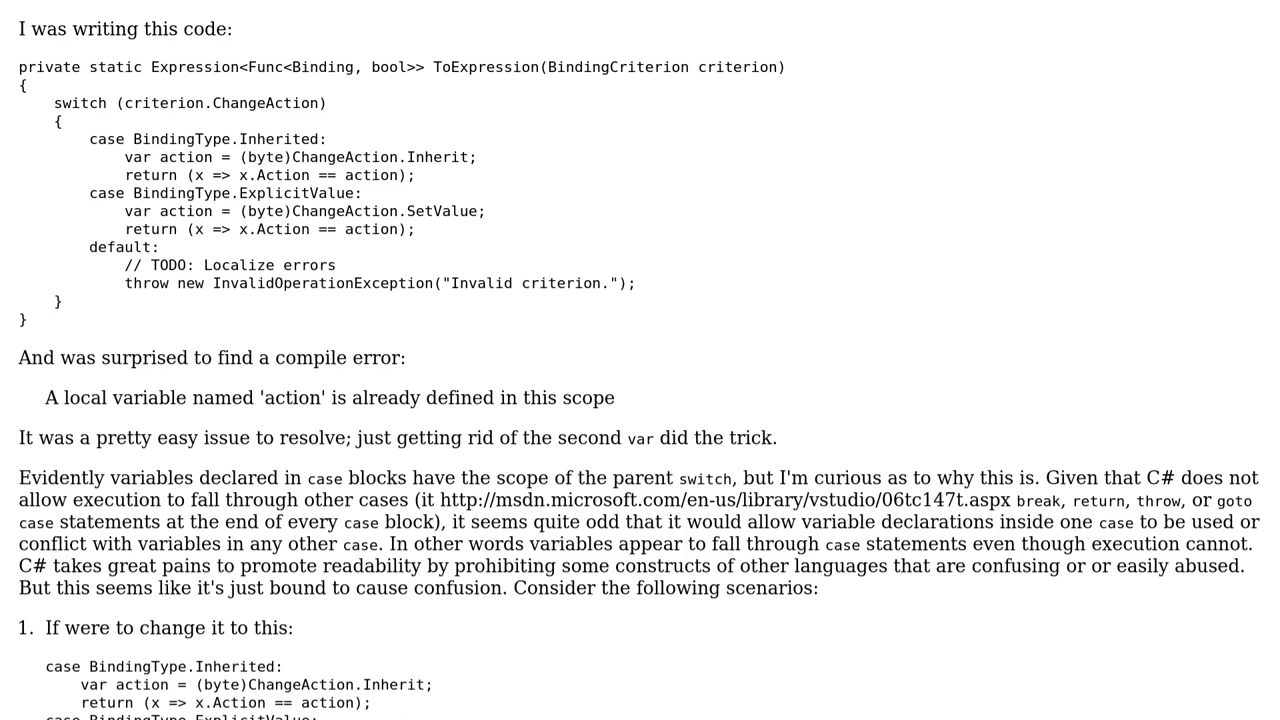 I was writing this code:
private static Expression<Func<Binding, bool>> ToExpression(BindingCriterion criterion)
{
    switch (criterion.ChangeAction)
    {
        case BindingType.Inherited:
            var action = (byte)ChangeAction.Inherit;
            return (x => x.Action == action);
        case BindingType.ExplicitValue:
            var action = (byte)ChangeAction.SetValue;
            return (x => x.Action == action);
        default:
            // TODO: Localize errors
            throw new InvalidOperationException("Invalid criterion.");
    }
}
And was surprised to find a compile error:
A local variable named 'action' is already defined in this scope
It was a pretty easy issue to resolve; just getting rid of the second var did the trick.
Evidently variables declared in case blocks have the scope of the parent switch, but I'm curious as to why this is. Given that C# does not
allow execution to fall through other cases (it http://msdn.microsoft.com/en-us/library/vstudio/06tc147t.aspx break, return, throw, or goto
case statements at the end of every case block), it seems quite odd that it would allow variable declarations inside one case to be used or
conflict with variables in any other case. In other words variables appear to fall through case statements even though execution cannot.
C# takes great pains to promote readability by prohibiting some constructs of other languages that are confusing or or easily abused.
But this seems like it's just bound to cause confusion. Consider the following scenarios:
1. If were to change it to this:
case BindingType.Inherited:
    var action = (byte)ChangeAction.Inherit;
    return (x => x.Action == action);
case BindingType.ExplicitValue: